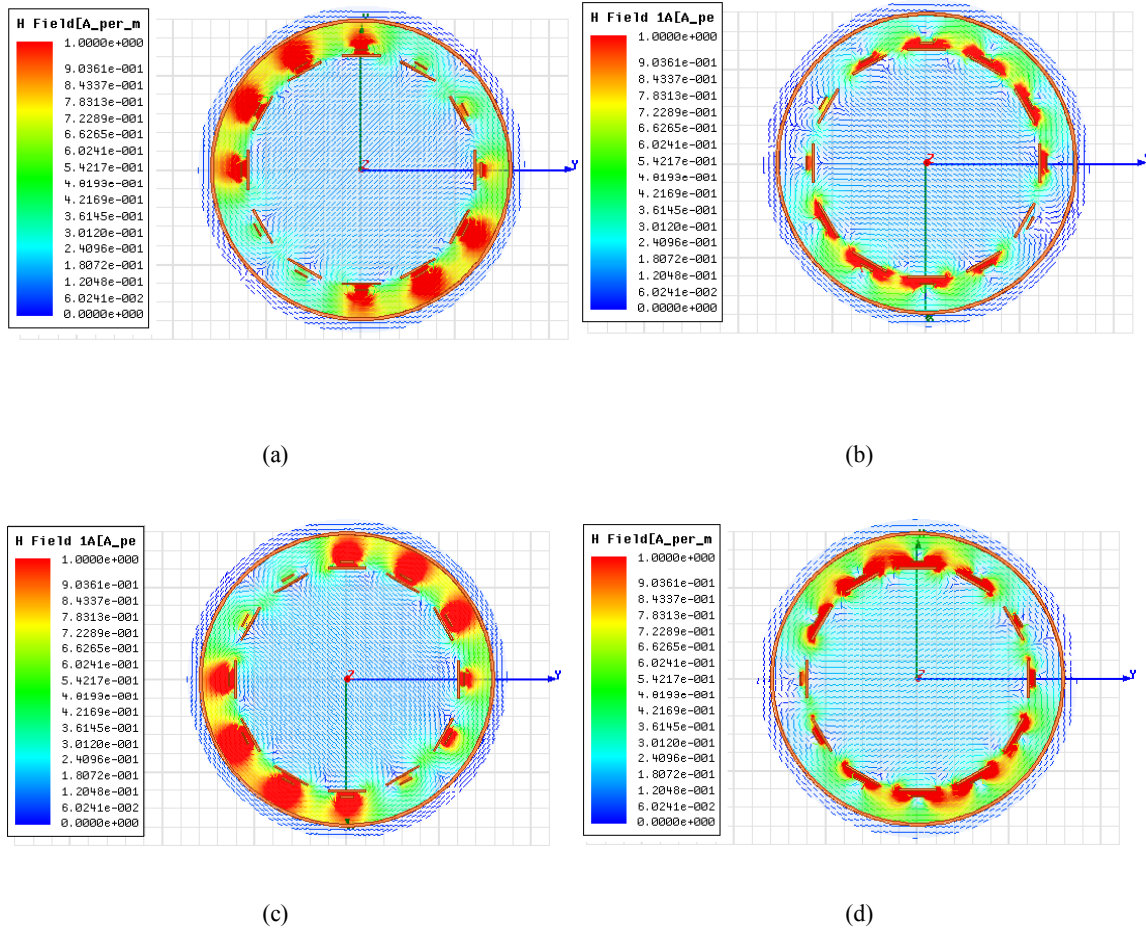 H Field[A_per_m
1.0000e+000
9.0361e-001
8.4337e-001
7.8313e-001
7.2289e-001
6.6265e-001
6.0241e-001
5.4217e-001
4.8193e-001
4.2169e-001
3.6145e-001
3.0120e-001
2.4096e-001
1.8072e-001
1.2048e-001
6.0241e-002
0.0000e+000
Z
Y
H Field 1A[A_pe
1.0000e+000
9.0361e-001
8.4337e-001
7.8313e-001
7.2289e-001
6.6265e-001
6.0241e-001
5.4217e-001
4.8193e-001
4.2169e-001
3.6145e-001
3.0120e-001
2.4096e-001
1.8072e-001
1.2048e-001
6.0241e-002
0.0000e+000
Z
(a)
(b)
H Field 1A[A_pe
1.0000e+000
9.0361e-001
8.4337e-001
7.8313e-001
7.2289e-001
6.6265e-001
6.0241e-001
5.4217e-001
4.8193e-001
4.2169e-001
3.6145e-001
3.0120e-001
2.4096e-001
1.8072e-001
1.2048e-001
6.0241e-002
0.0000e+000
Z
Y
H Field[A_per_m
1.0000e+000
9.0361e-001
8.4337e-001
7.8313e-001
7.2289e-001
6.6265e-001
6.0241e-001
5.4217e-001
4.8193e-001
4.2169e-001
3.6145e-001
3.0120e-001
2.4096e-001
1.8072e-001
1.2048e-001
6.0241e-002
0.0000e+000
Z
Y
(c)
(d)